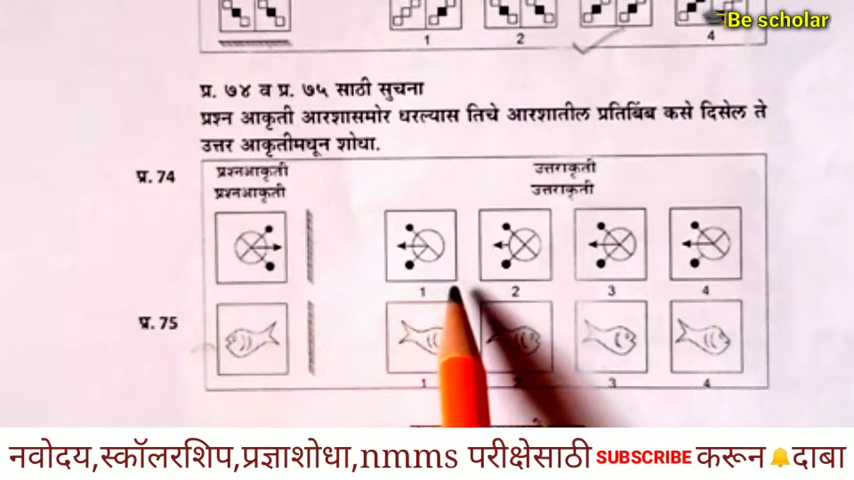 Be scholar
1 2 4
प्र. ७४ व प्र. ७५ साठी सुचना
प्रश्न आकृती आरशासमोर धरल्यास तिचे आरशातील प्रतिबिंब कसे दिसेल ते
उत्तर आकृतीमधून शोधा.
प्र. 74
प्रश्नआकृती उत्तराकृती
प्रश्नआकृती उत्तराकृती
1 2 3 4
प्र. 75
1 2 3 4
नवोदय,स्कॉलरशिप,प्रज्ञाशोधा,nmms परीक्षेसाठी SUBSCRIBE करून🔔दाबा